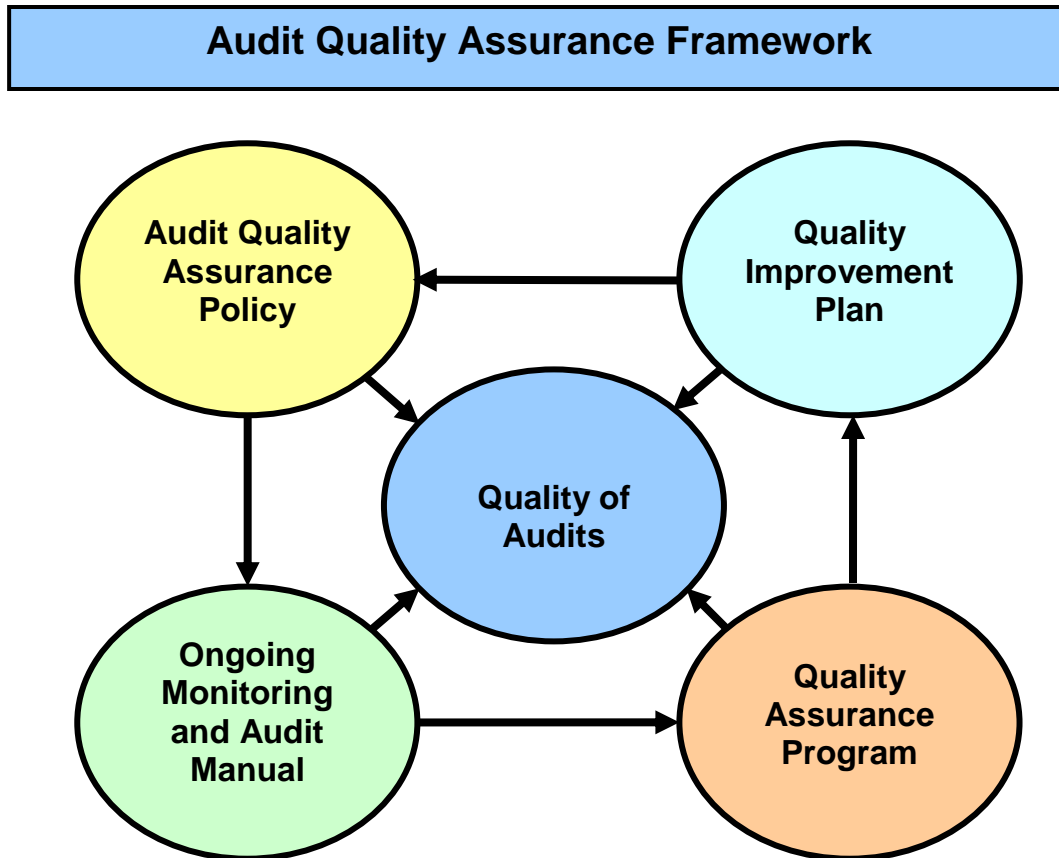 Audit Quality Assurance Framework
Audit Quality
Assurance
Policy
Quality
Improvement
Plan
Quality of
Audits
Ongoing
Monitoring
and Audit
Manual
Quality
Assurance
Program